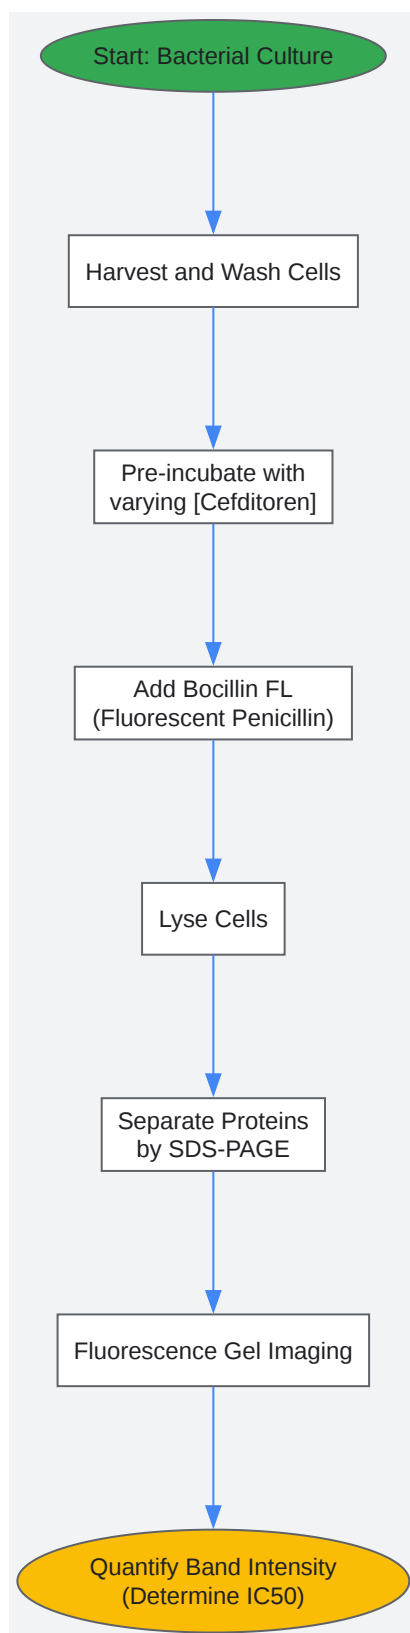 Start: Bacterial Culture
Harvest and Wash Cells
Pre-incubate with
varying [Cefditoren]
Add Bocillin FL
(Fluorescent Penicillin)
Lyse Cells
Separate Proteins
by SDS-PAGE
Fluorescence Gel Imaging
Quantify Band Intensity
(Determine IC50)